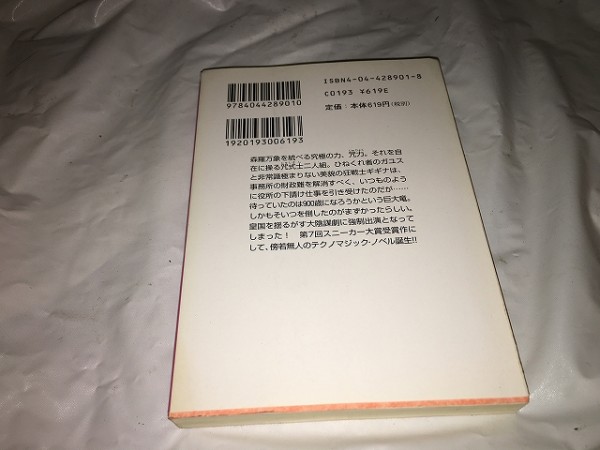 ISBN4-04-428901-8
9784044289010
C0193 ¥619E
定価：本体619円(税別)
1920193006193
森羅万象を統べる究極の力、咒力。それを自
在に操る咒式士二人組。ひねくれ者のガユス
と非常識極まりない美貌の狂戦士ギギナは、
事務所の財政難を解消すべく、いつものよう
に役所の下請け仕事を引き受けたのだが……
待っていたのは900歳になろうかという巨大竜。
しかもそいつを倒したのがまずかったらしい。
皇国を揺るがす大陰謀劇に強制出演となって
しまった！　第7回スニーカー大賞受賞作に
して、傍若無人のテクノマジック・ノベル誕生!!